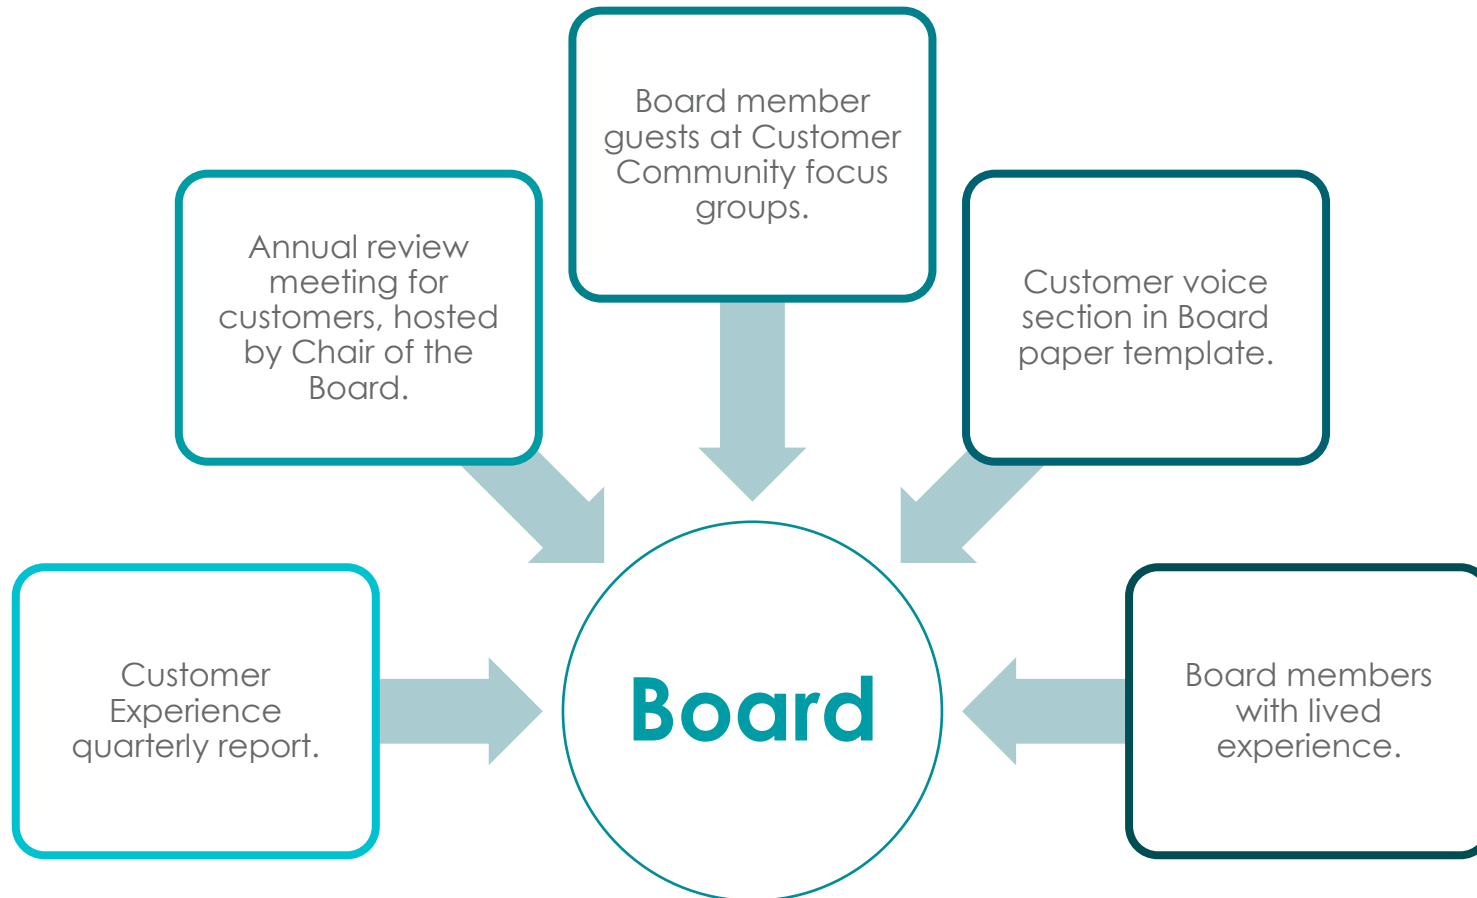 Board member
guests at Customer
Community focus
groups.
Annual review
meeting for
customers, hosted
by Chair of the
Board.
Customer voice
section in Board
paper template.
Customer
Experience
quarterly report.
Board
Board members
with lived
experience.